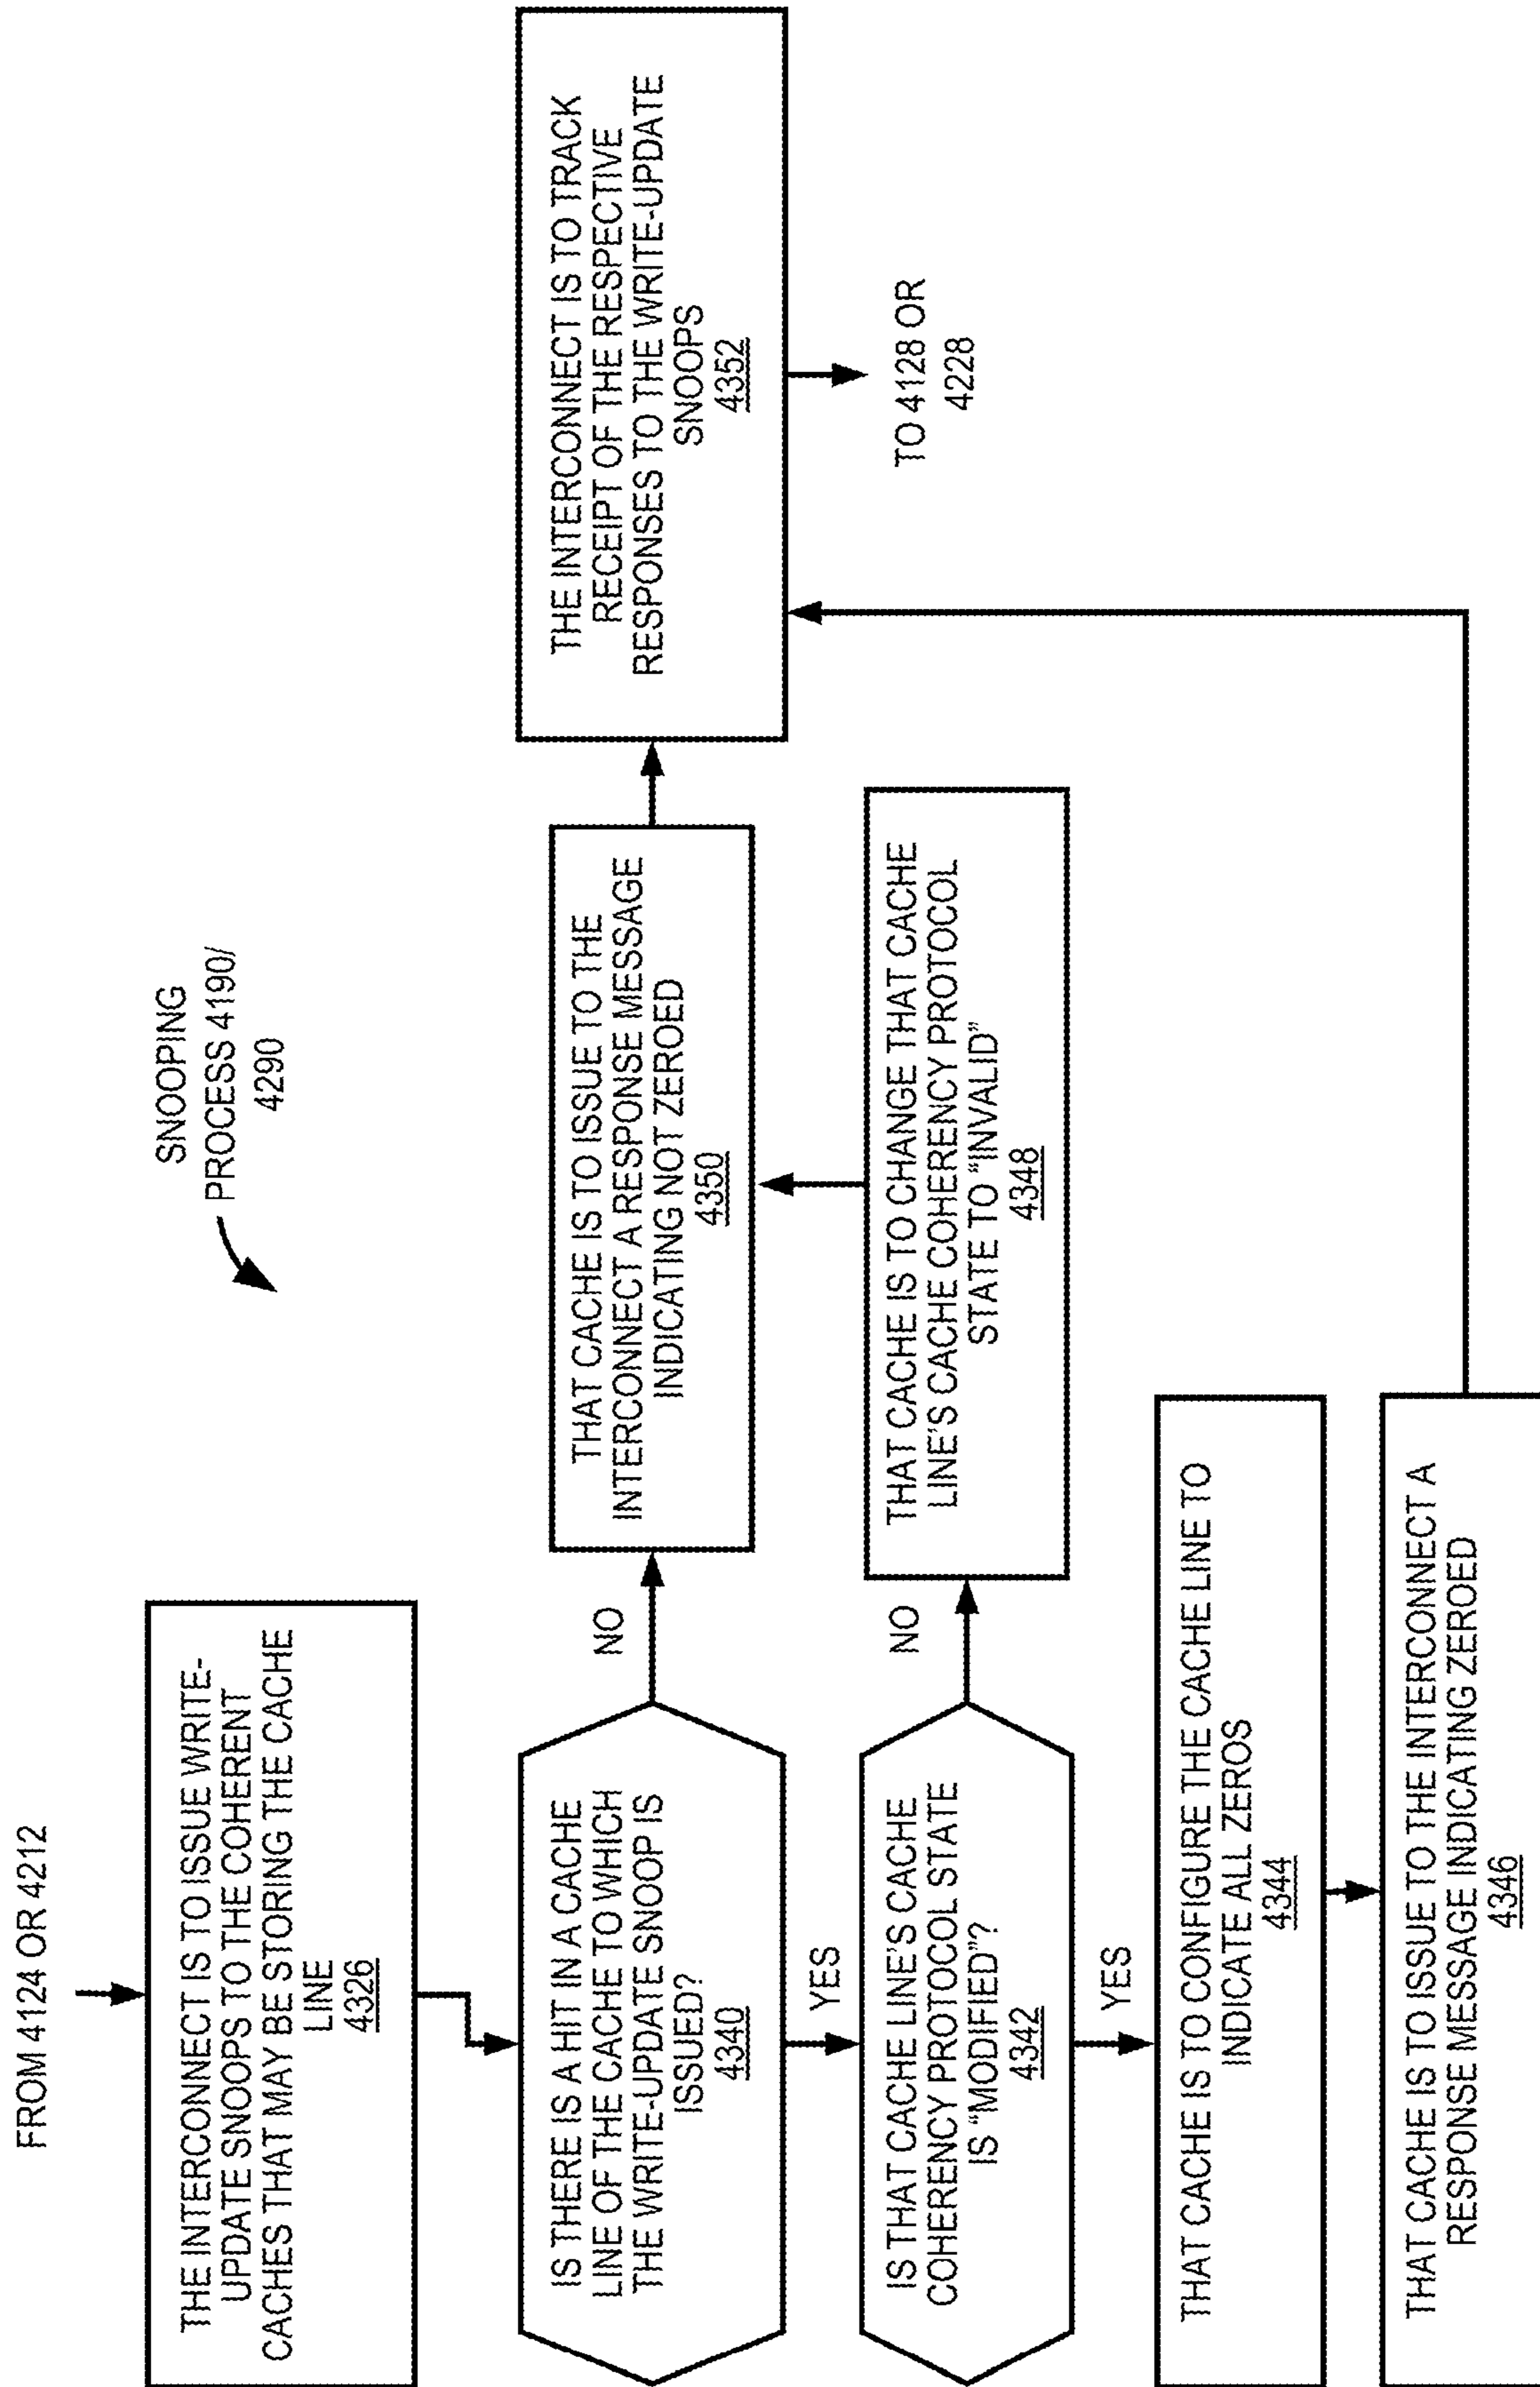 FROM 4124 OR 4212
SNOOPING
PROCESS 4190/
4290
THE INTERCONNECT IS TO ISSUE WRITE-
UPDATE SNOOPS TO THE COHERENT
CACHES THAT MAY BE STORING THE CACHE
LINE
4326
IS THERE IS A HIT IN A CACHE
LINE OF THE CACHE TO WHICH
THE WRITE-UPDATE SNOOP IS
ISSUED?
4340
NO
YES
THAT CACHE IS TO ISSUE TO THE
INTERCONNECT A RESPONSE MESSAGE
INDICATING NOT ZEROED
4350
THE INTERCONNECT IS TO TRACK
RECEIPT OF THE RESPECTIVE
RESPONSES TO THE WRITE-UPDATE
SNOOPS
4352
TO 4128 OR
4228
IS THAT CACHE LINE'S CACHE
COHERENCY PROTOCOL STATE
IS "MODIFIED"?
4342
NO
YES
THAT CACHE IS TO CHANGE THAT CACHE
LINE'S CACHE COHERENCY PROTOCOL
STATE TO "INVALID"
4348
THAT CACHE IS TO CONFIGURE THE CACHE LINE TO
INDICATE ALL ZEROS
4344
THAT CACHE IS TO ISSUE TO THE INTERCONNECT A
RESPONSE MESSAGE INDICATING ZEROED
4346